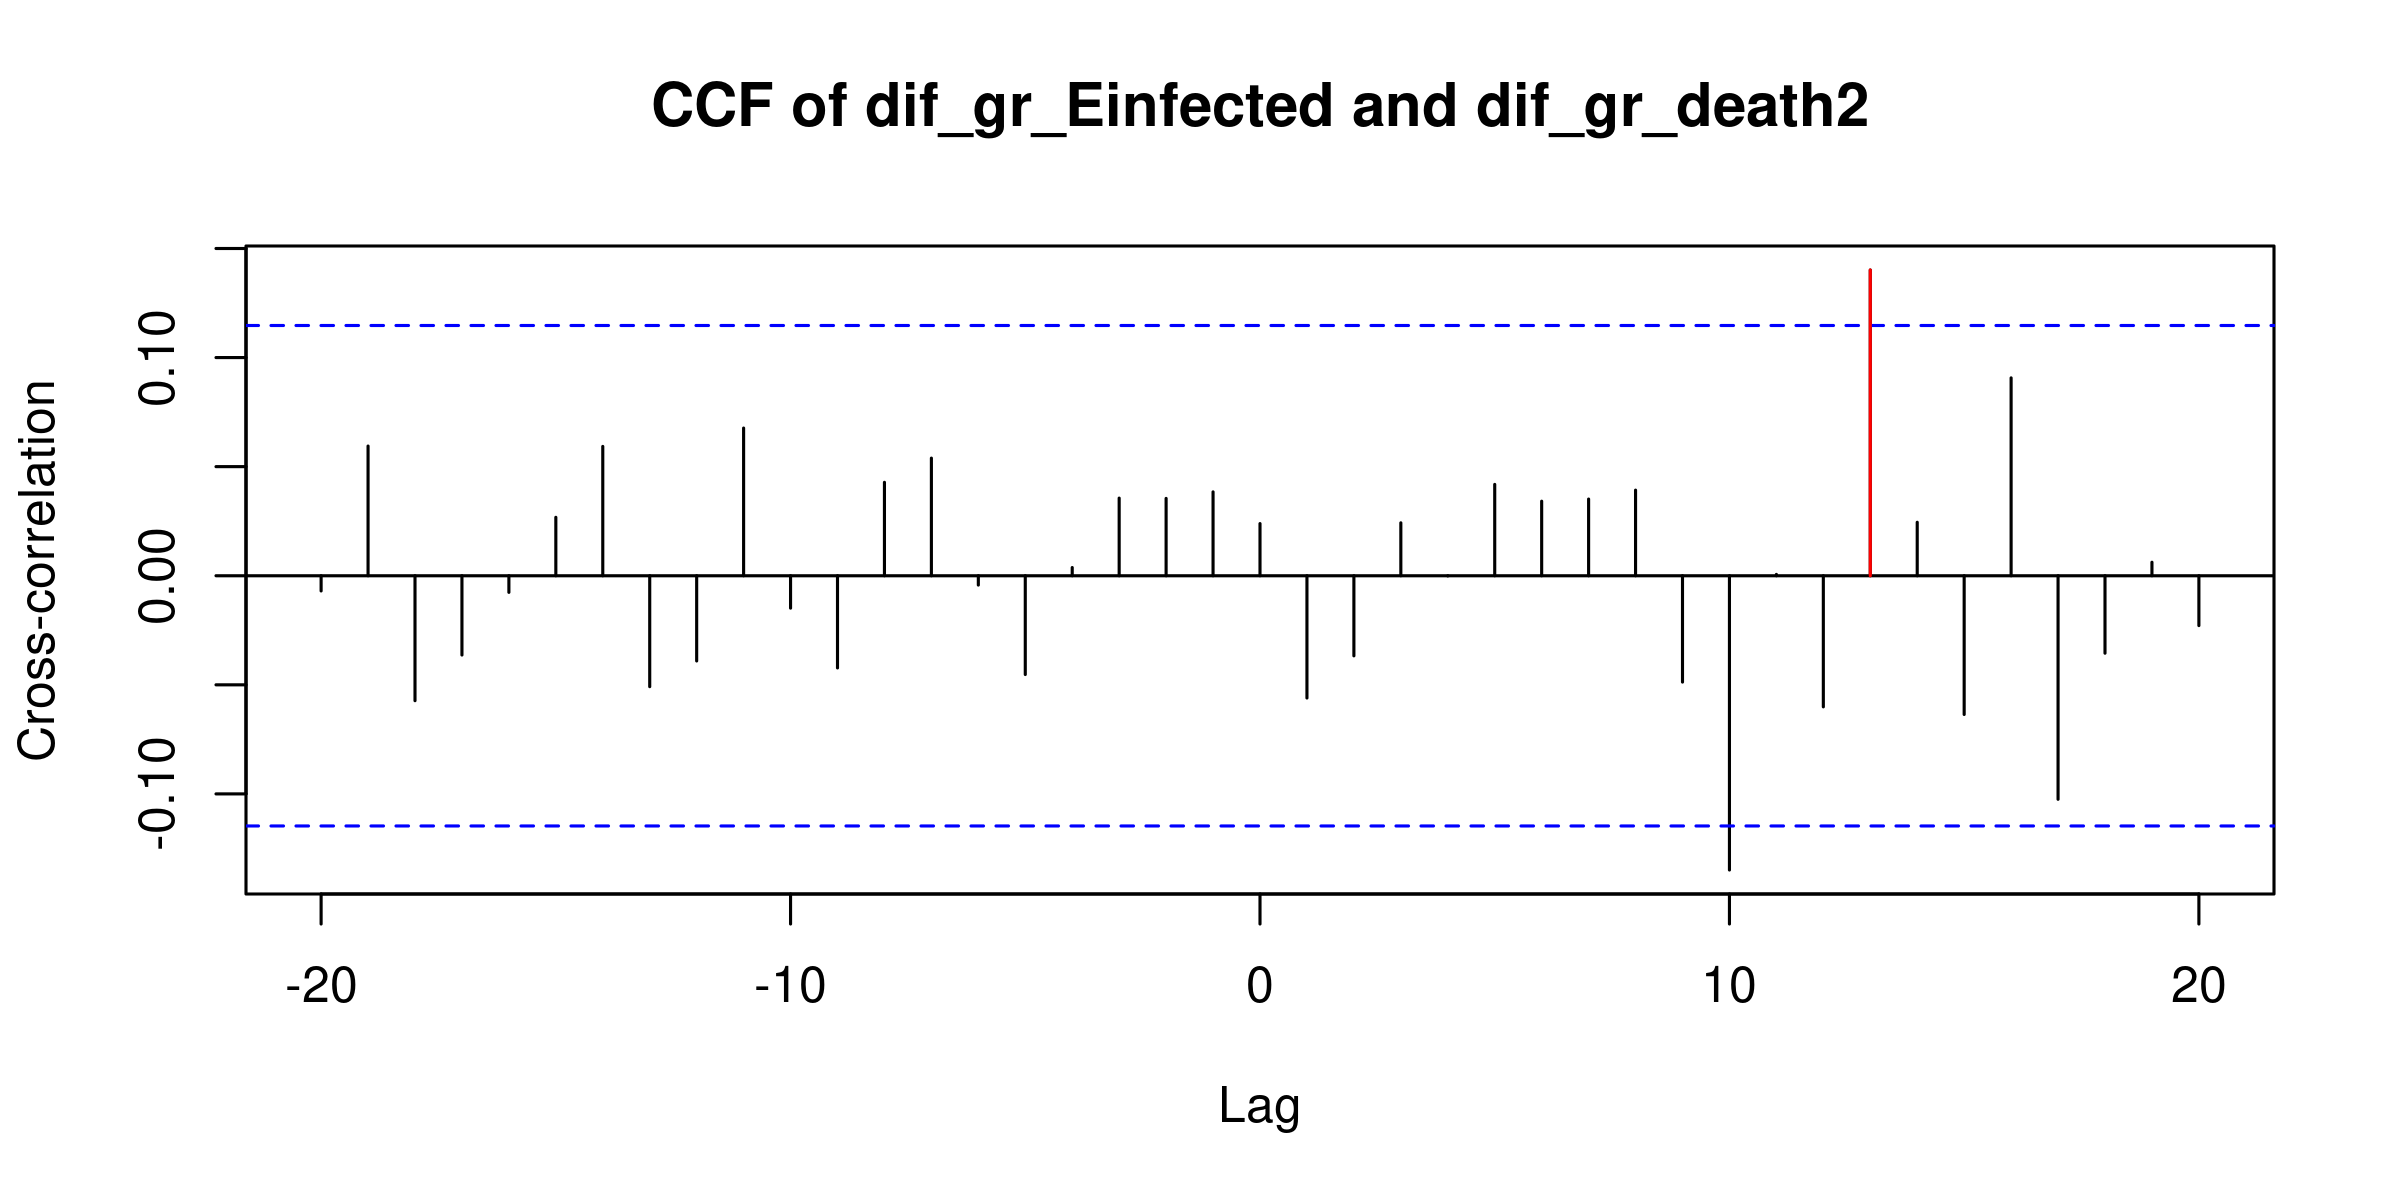 CCF of dif_gr_Einfected and dif_gr_death2
Cross-correlation
0.10
0.00
-0.10
-20 -10 0 10 20
Lag